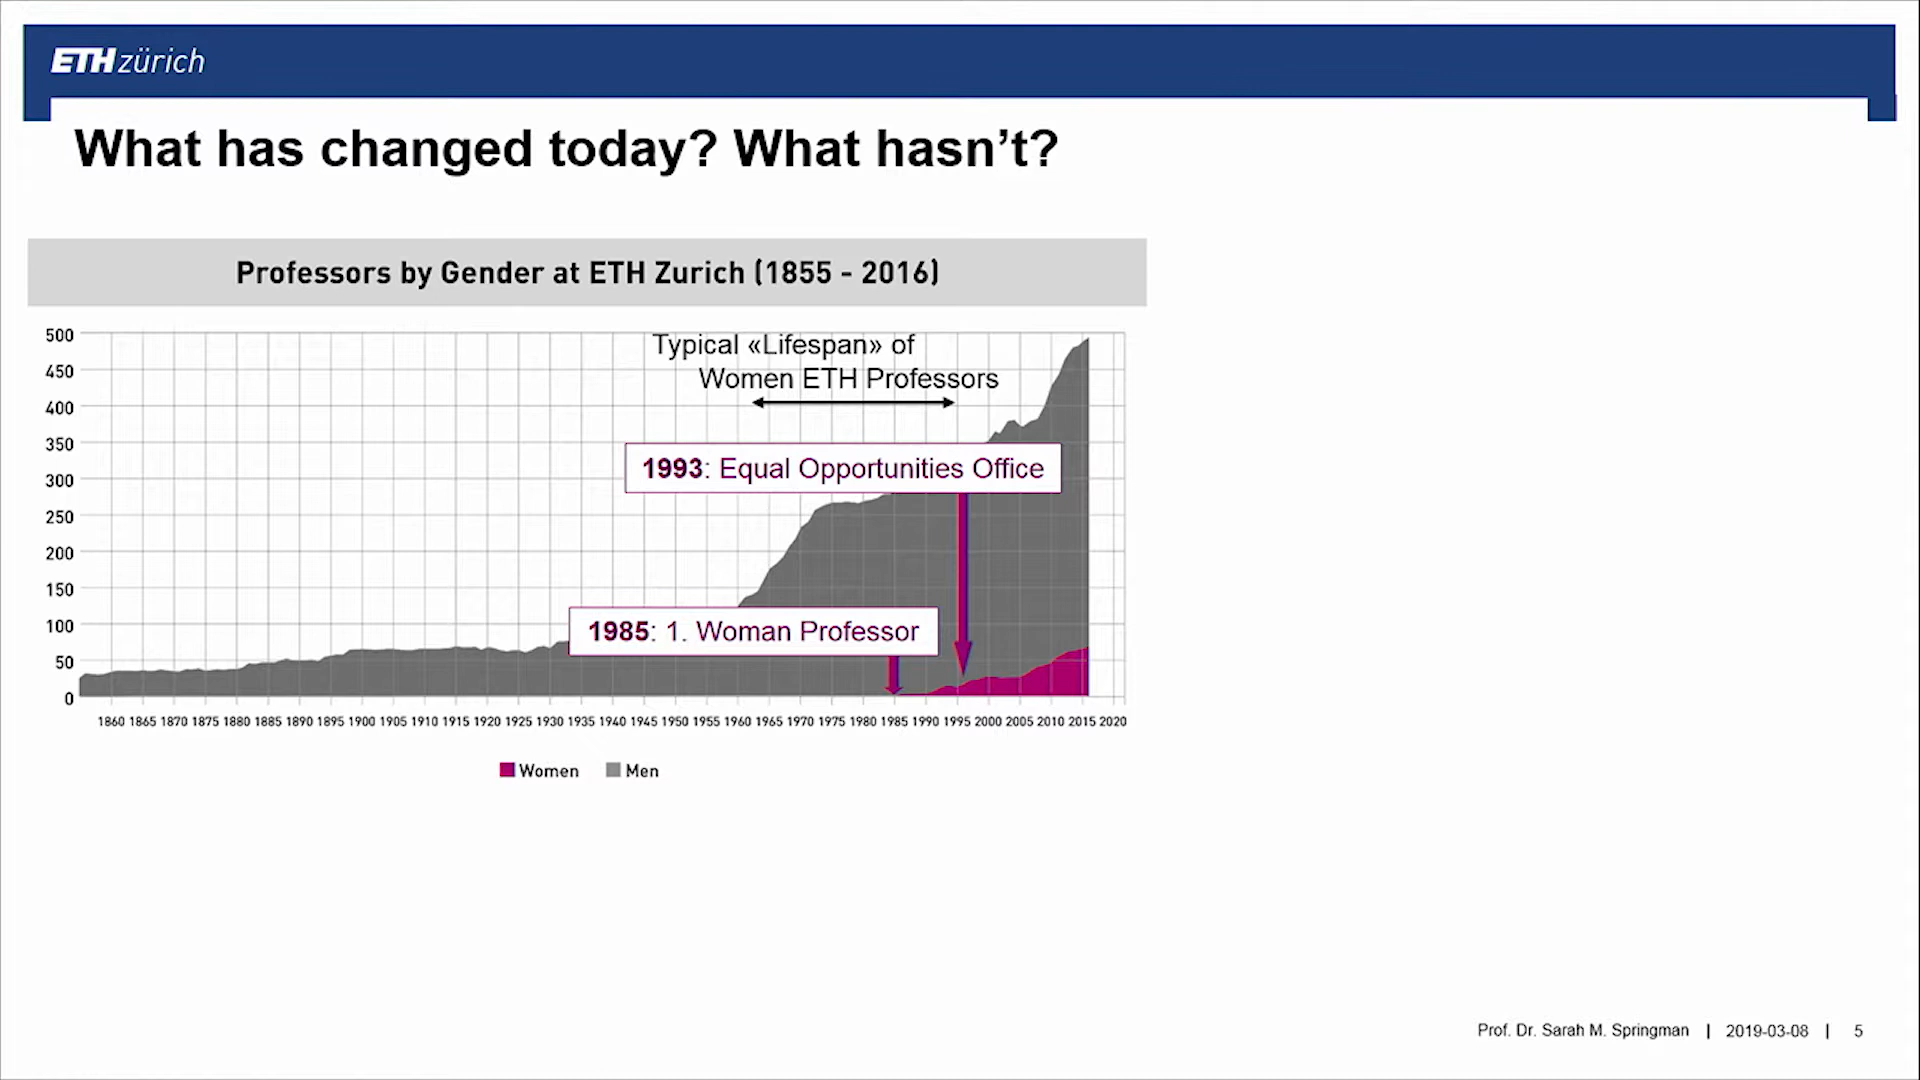 ETH zürich
What has changed today? What hasn't?
Professors by Gender at ETH Zurich (1855 - 2016)
500
450
400
350
300
250
200
150
100
50
0
Typical «Lifespan» of
Women ETH Professors
1993: Equal Opportunities Office
1985: 1. Woman Professor
1860 1865 1870 1875 1880 1885 1890 1895 1900 1905 1910 1915 1920 1925 1930 1935 1940 1945 1950 1955 1960 1965 1970 1975 1980 1985 1990 1995 2000 2005 2010 2015 2020
Women Men
Prof. Dr. Sarah M. Springman | 2019-03-08 | 5